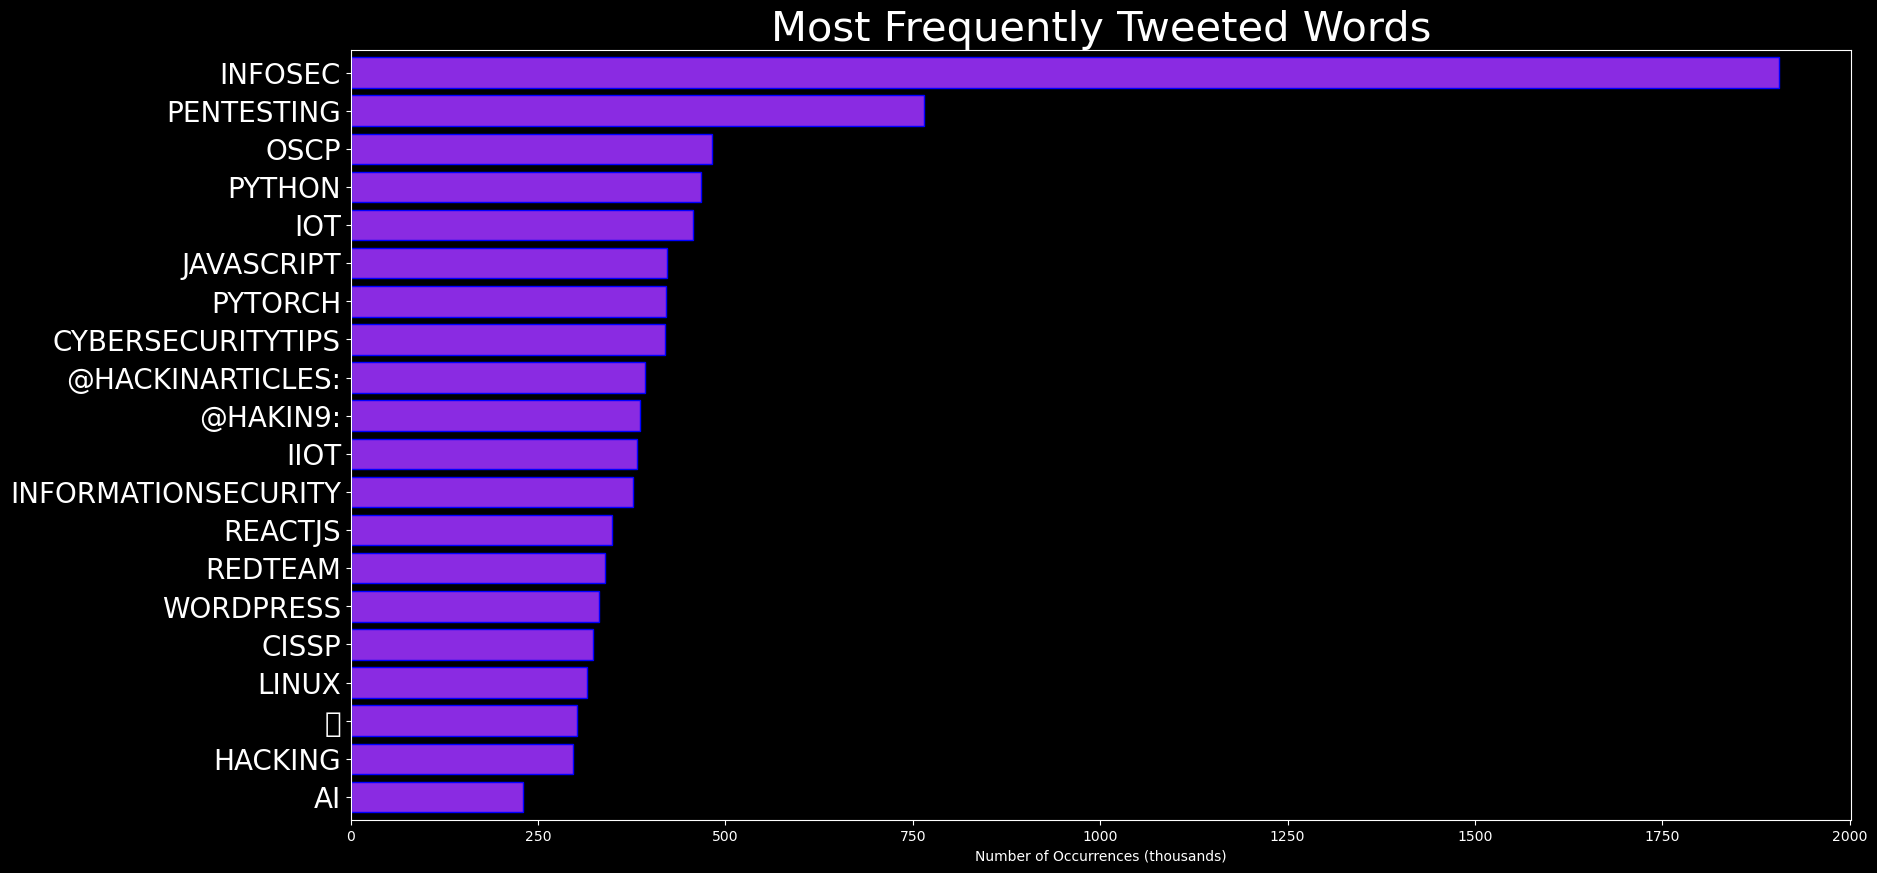 Most Frequently Tweeted Words
INFOSEC
PENTESTING
OSCP
PYTHON
IOT
JAVASCRIPT
PYTORCH
CYBERSECURITYTIPS
@HACKINARTICLES:
@HAKIN9:
IIOT
INFORMATIONSECURITY
REACTJS
REDTEAM
WORDPRESS
CISSP
LINUX
HACKING
AI
0 250 500 750 1000 1250 1500 1750 2000
Number of Occurrences (thousands)